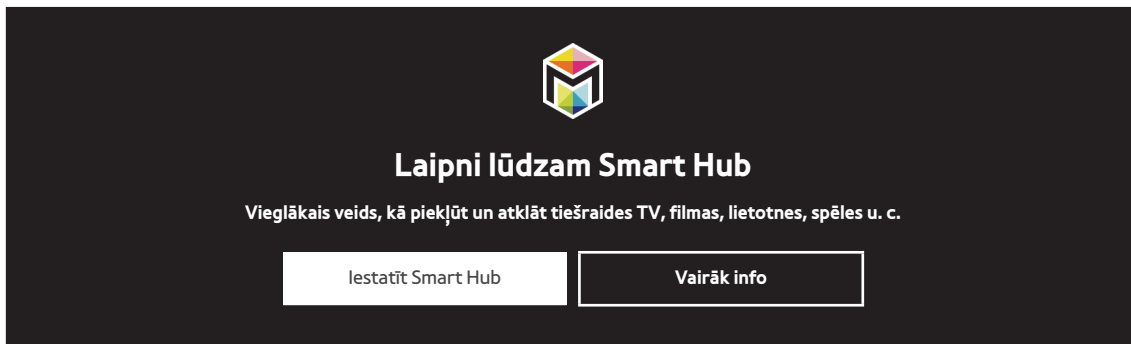 Laipni lūdzam Smart Hub
Vieglākais veids, kā piekļūt un atklāt tiešraides TV, filmas, lietotnes, spēles u. c.
Iestatīt Smart Hub
Vairāk info